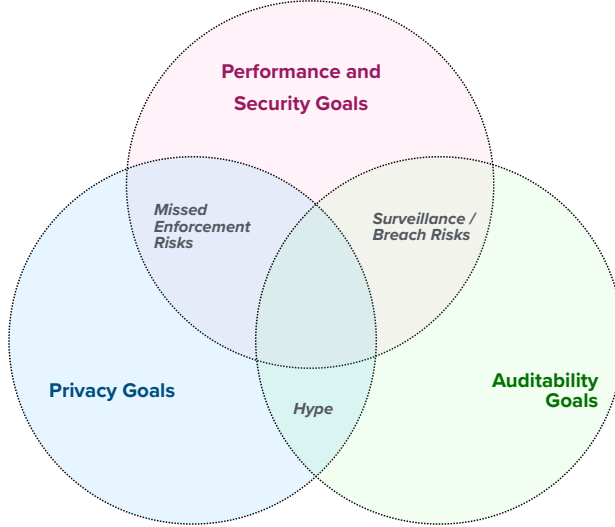 Performance and
Security Goals
Missed
Enforcement
Risks
Surveillance /
Breach Risks
Privacy Goals
Auditability
Goals
Hype